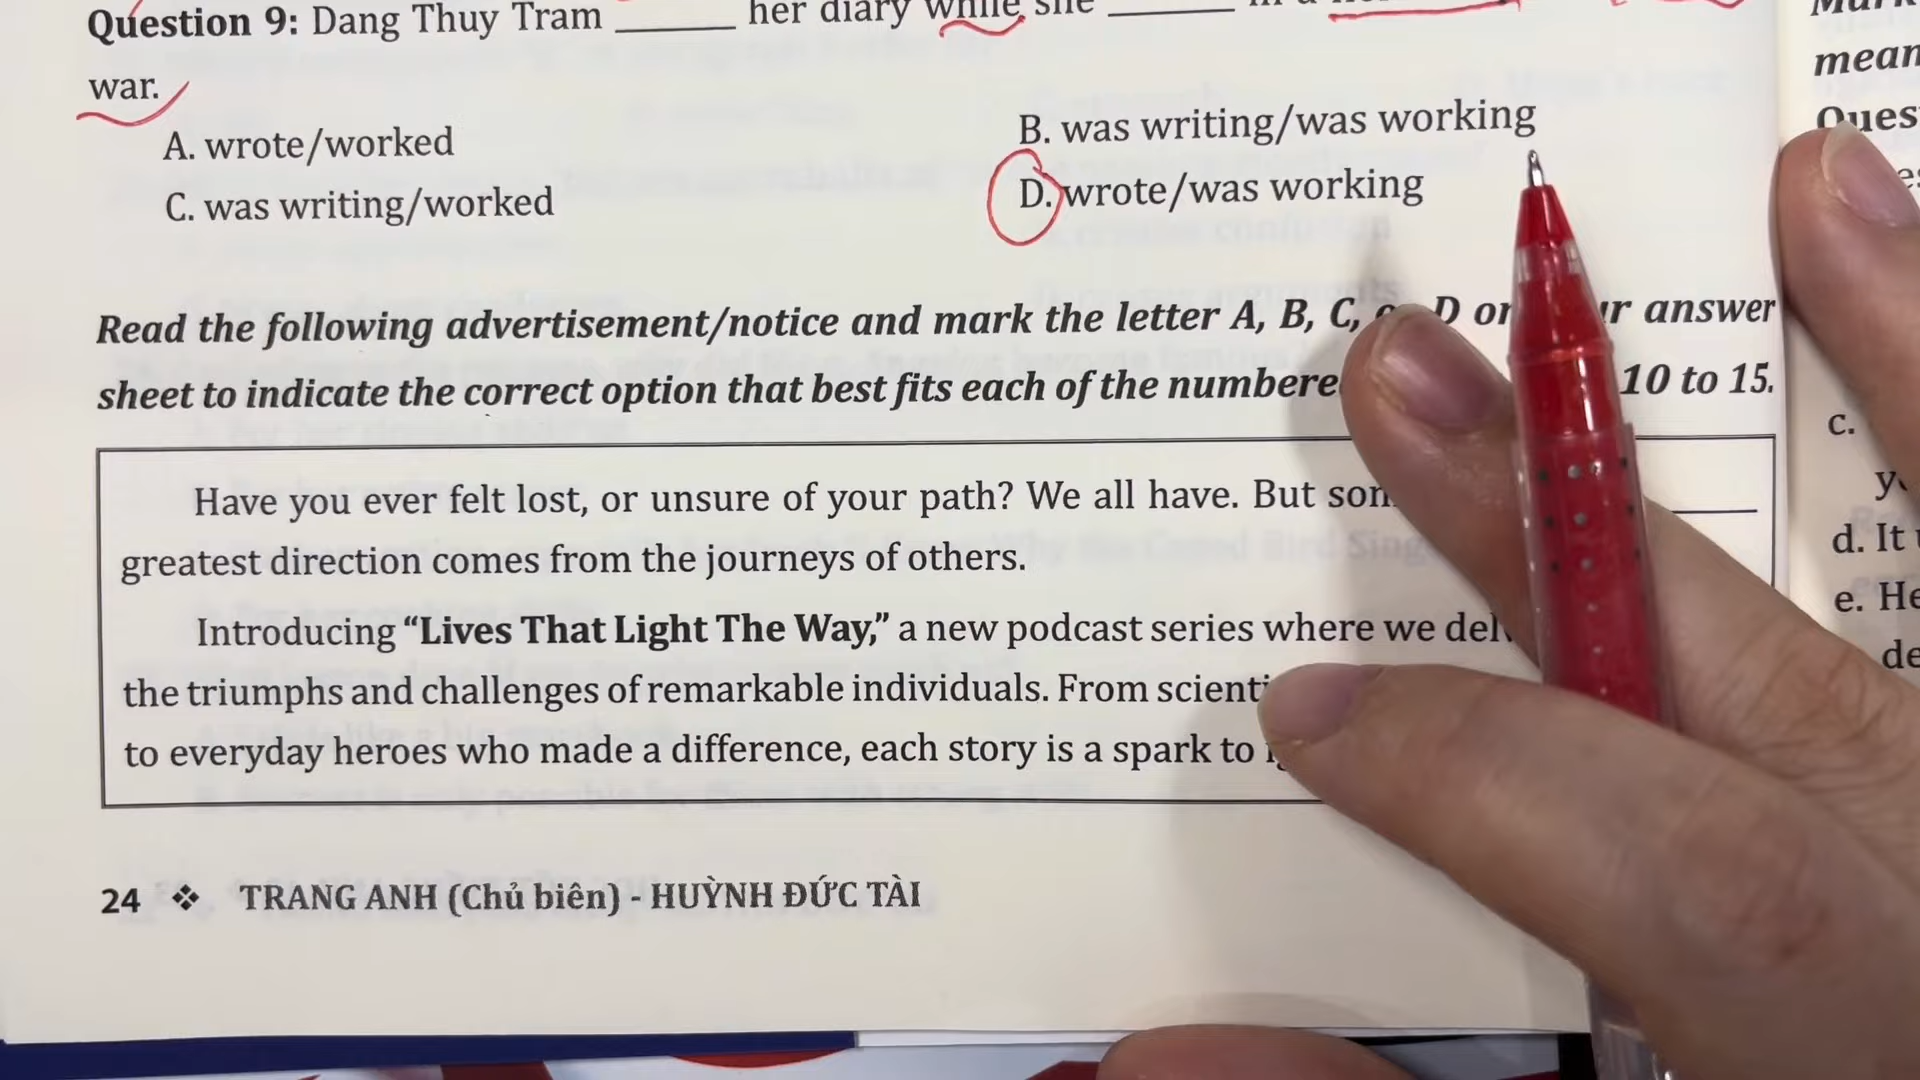 Question 9: Dang Thuy Tram ______ her diary while she ______
war.
A. wrote/worked
B. was writing/was working
C. was writing/worked
D. wrote/was working
Read the following advertisement/notice and mark the letter A, B, C, D answer
sheet to indicate the correct option that best fits each of the 10 to 15.
Have you ever felt lost, or unsure of your path? We all have. But
greatest direction comes from the journeys of others.
Introducing “Lives That Light The Way,” a new podcast series where we
the triumphs and challenges of remarkable individuals. From
to everyday heroes who made a difference, each story is a spark to
24 ❖ TRANG ANH (Chủ biên) - HUỲNH ĐỨC TÀI
mean
c.
d. It
e. He
de